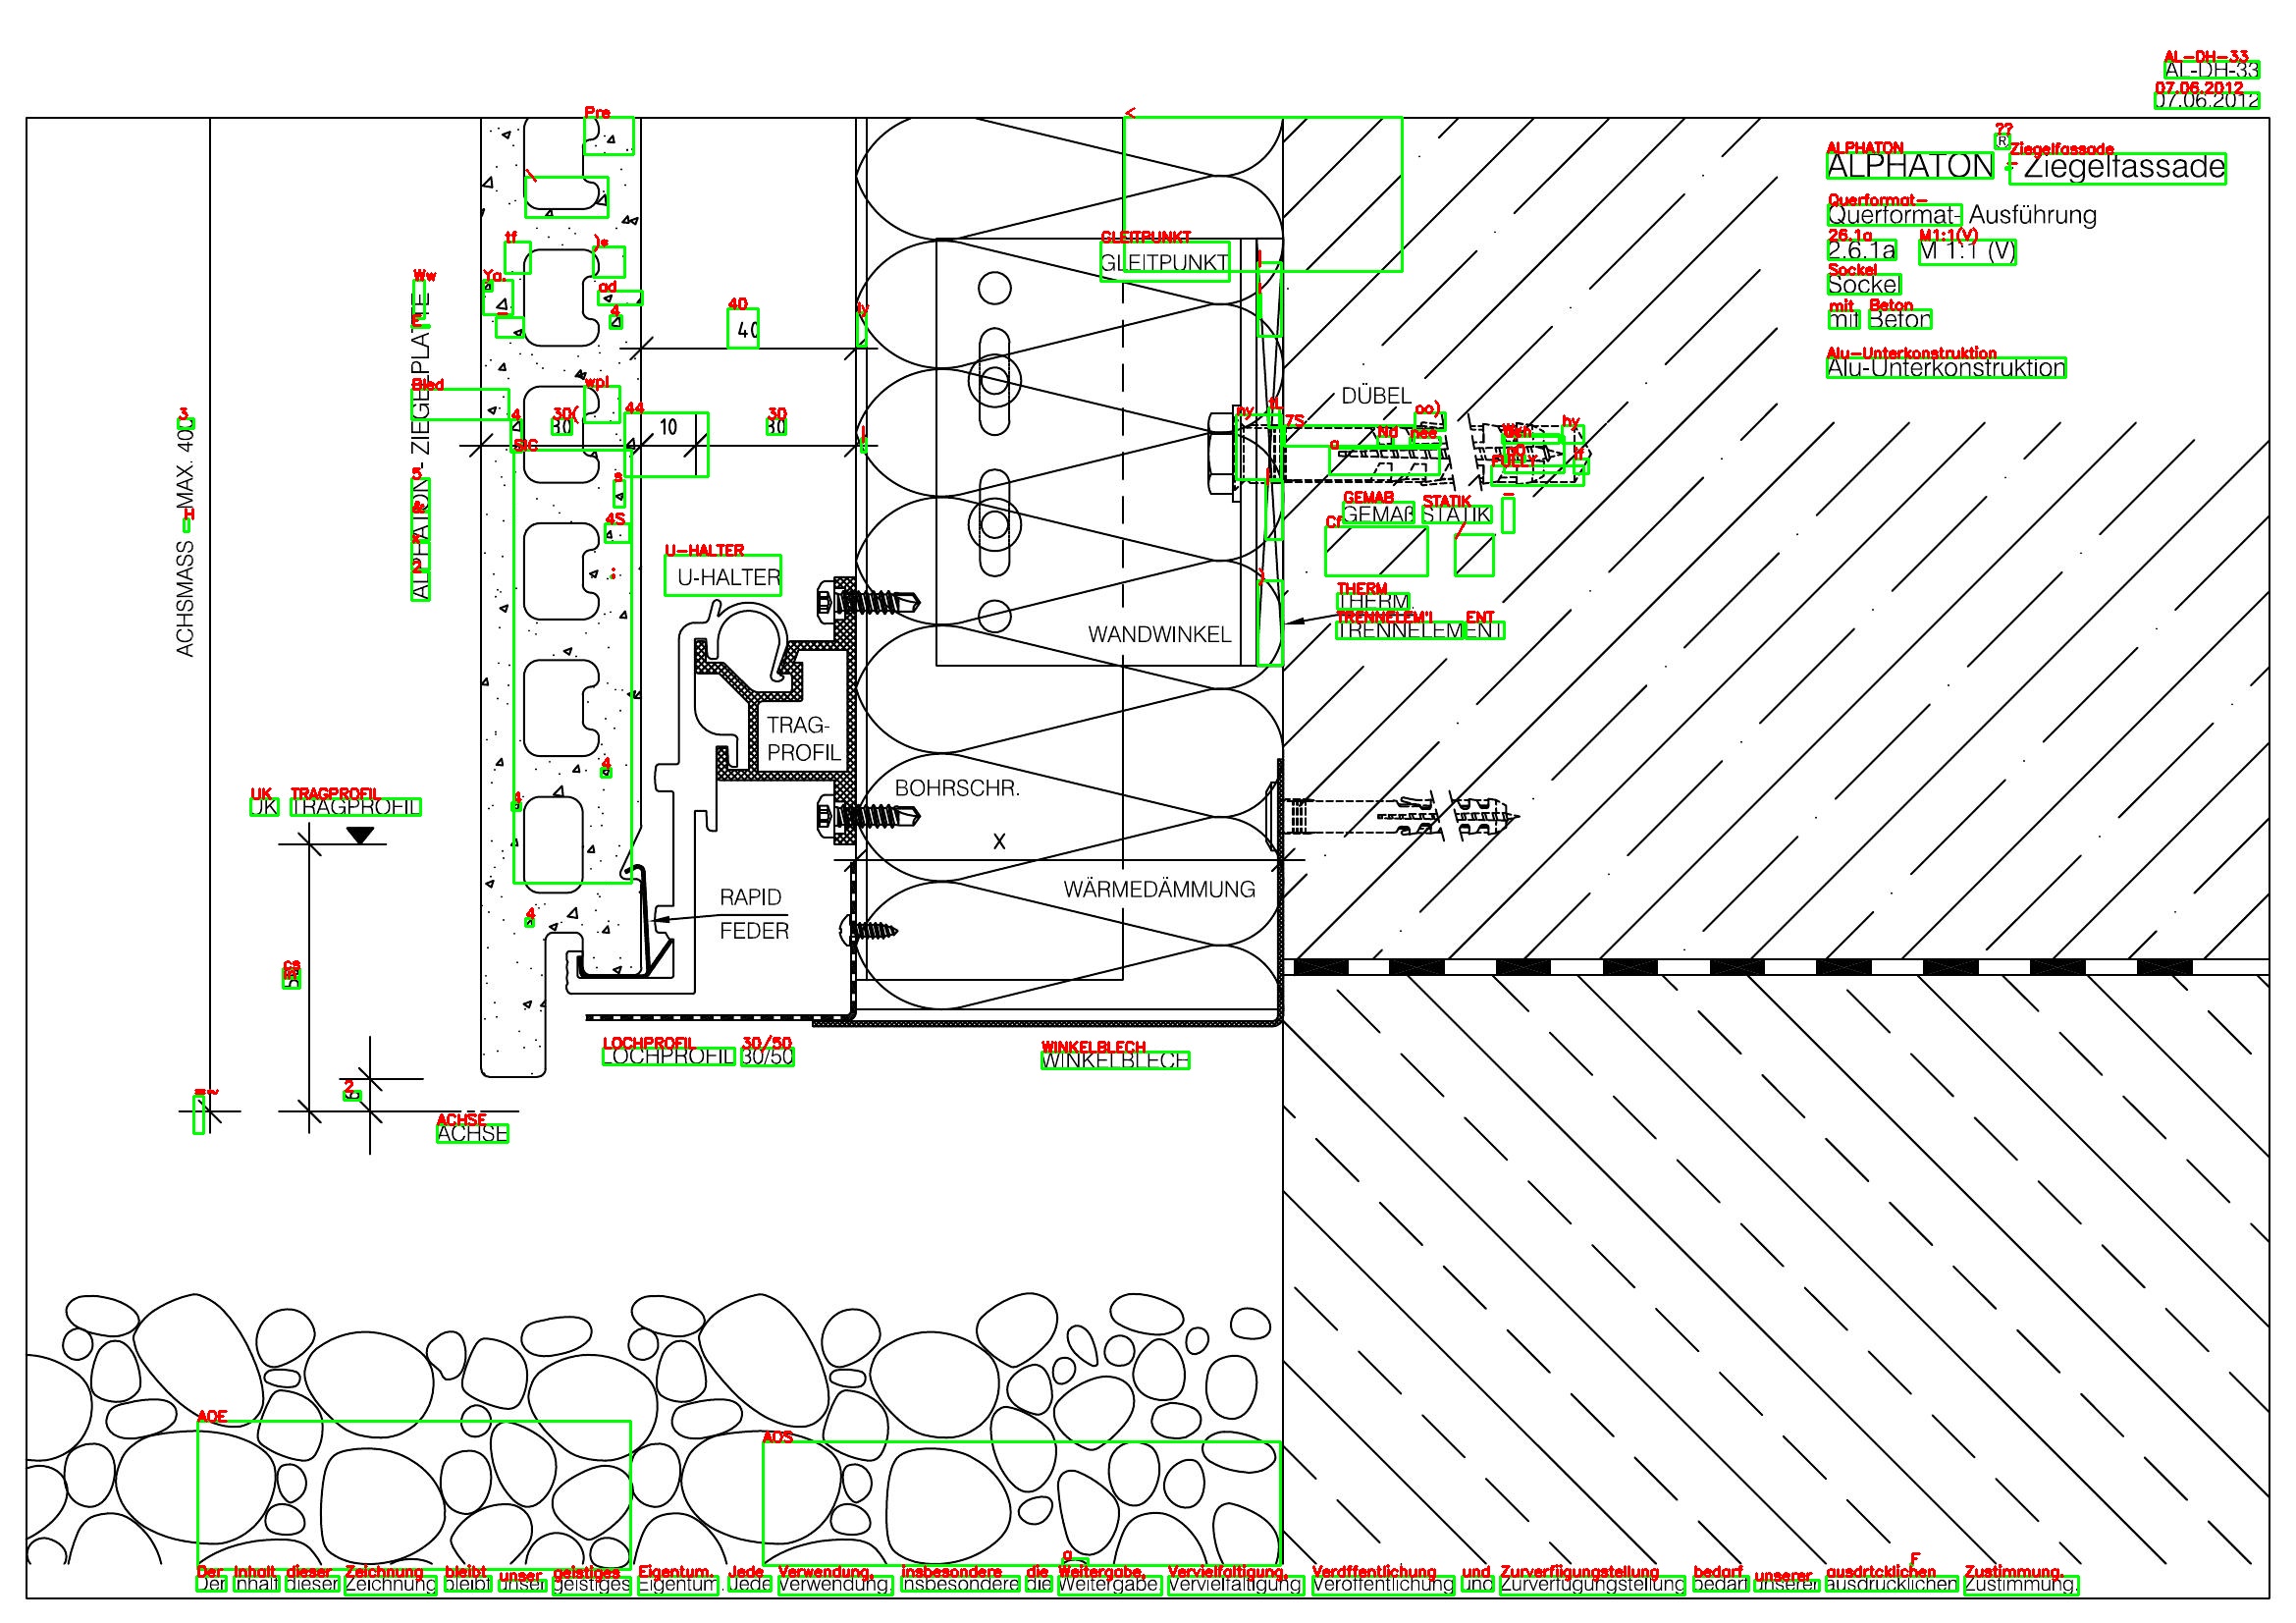 AL-DH-33
07.06.2012
ALPHATON® - Ziegelfassade
Querformat- Ausführung
2.6.1a M 1:1 (V)
Sockel
mit Beton
Alu-Unterkonstruktion
GLEITPUNKT
40
DÜBEL
GEMÄß STATIK
30 10 30
ACHSMASS MAX. 400
ALPHATON - ZIEGELPLATTE
U-HALTER
THERM.
TRENNELEMENT
WANDWINKEL
TRAG-
PROFIL
BOHRSCHR.
UK TRAGPROFIL
X
WÄRMEDÄMMUNG
RAPID
FEDER
LOCHPROFIL 30/50
WINKELBLECH
ACHSE
Der Inhalt dieser Zeichnung bleibt unser geistiges Eigentum. Jede Verwendung, insbesondere die Weitergabe, Vervielfältigung, Veröffentlichung und Zurverfügungstellung bedarf unserer ausdrücklichen Zustimmung.